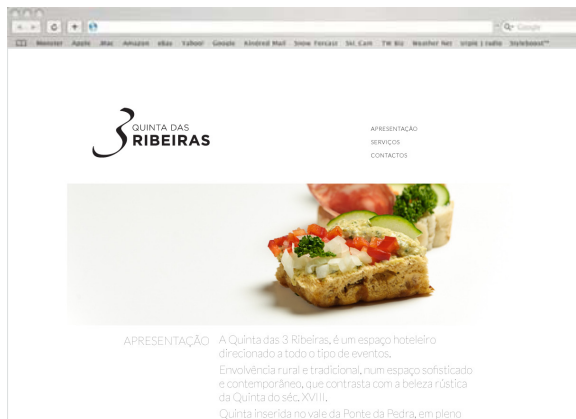 Google
Monster Apple .Mac Amazon eBay Yahoo! Google Kindred Mail Snow Forcast Ski Cam TW Biz Weather Net Styleboost™
QUINTA DAS
3 RIBEIRAS
APRESENTAÇÃO
SERVIÇOS
CONTACTOS
APRESENTAÇÃO
A Quinta das 3 Ribeiras, é um espaço hoteleiro
direcionado a todo o tipo de eventos.
Envolvência rural e tradicional, num espaço sofisticado
e contemporâneo, que contrasta com a beleza rústica
da Quinta do séc. XVIII.
Quinta inserida no vale da Ponte da Pedra, em pleno